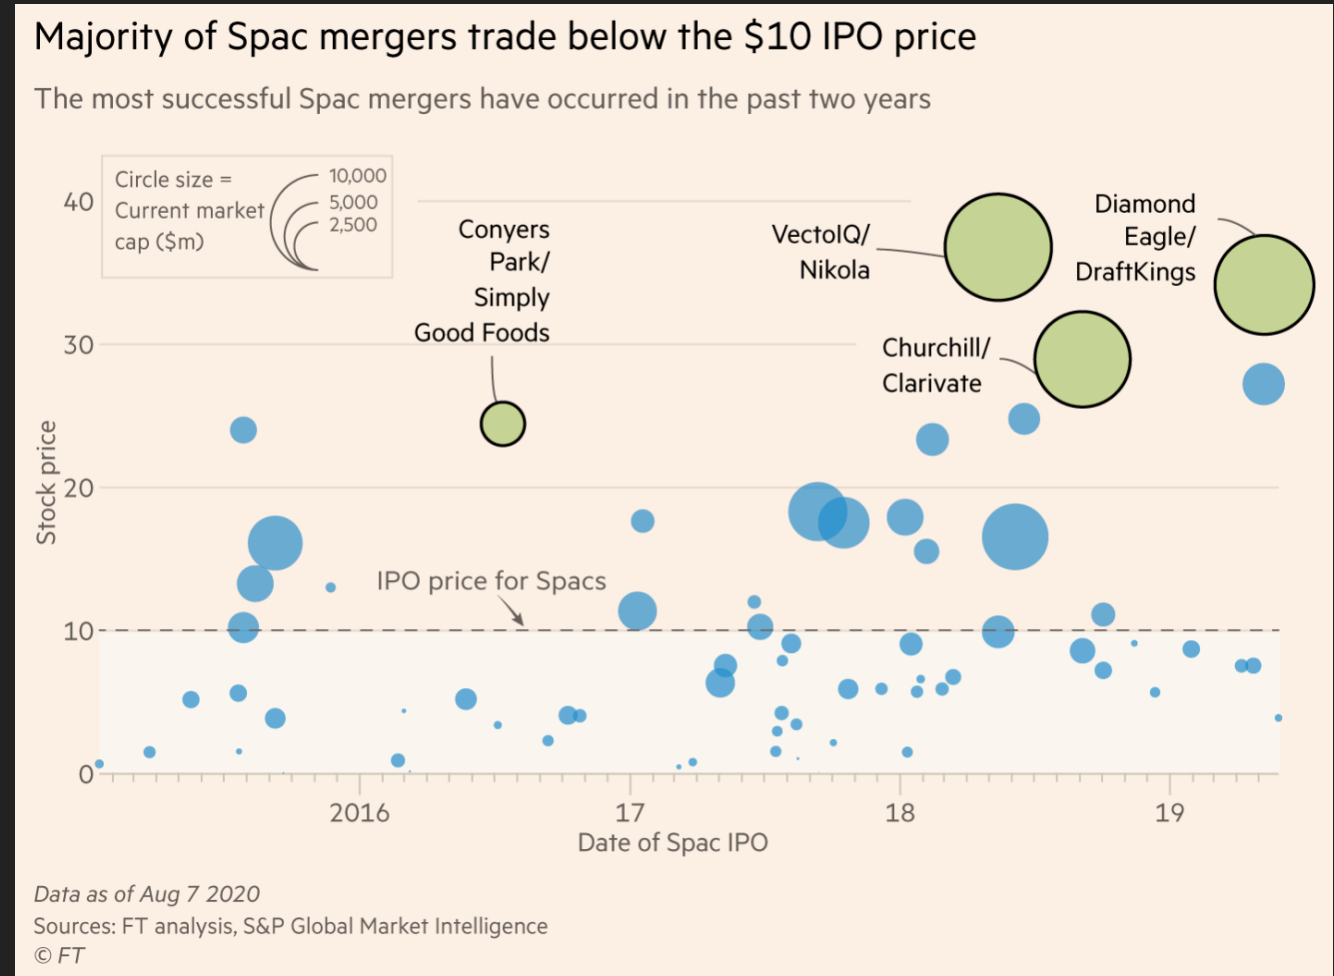 Majority of Spac mergers trade below the $10 IPO price
The most successful Spac mergers have occurred in the past two years
Circle size =
Current market
cap ($m)
10,000
5,000
2,500
40
30
20
10
0
Stock price
Conyers
Park/
Simply
Good Foods
VectoIQ/
Nikola
Diamond
Eagle/
DraftKings
Churchill/
Clarivate
IPO price for Spacs
2016
17
18
19
Date of Spac IPO
Data as of Aug 7 2020
Sources: FT analysis, S&P Global Market Intelligence
© FT